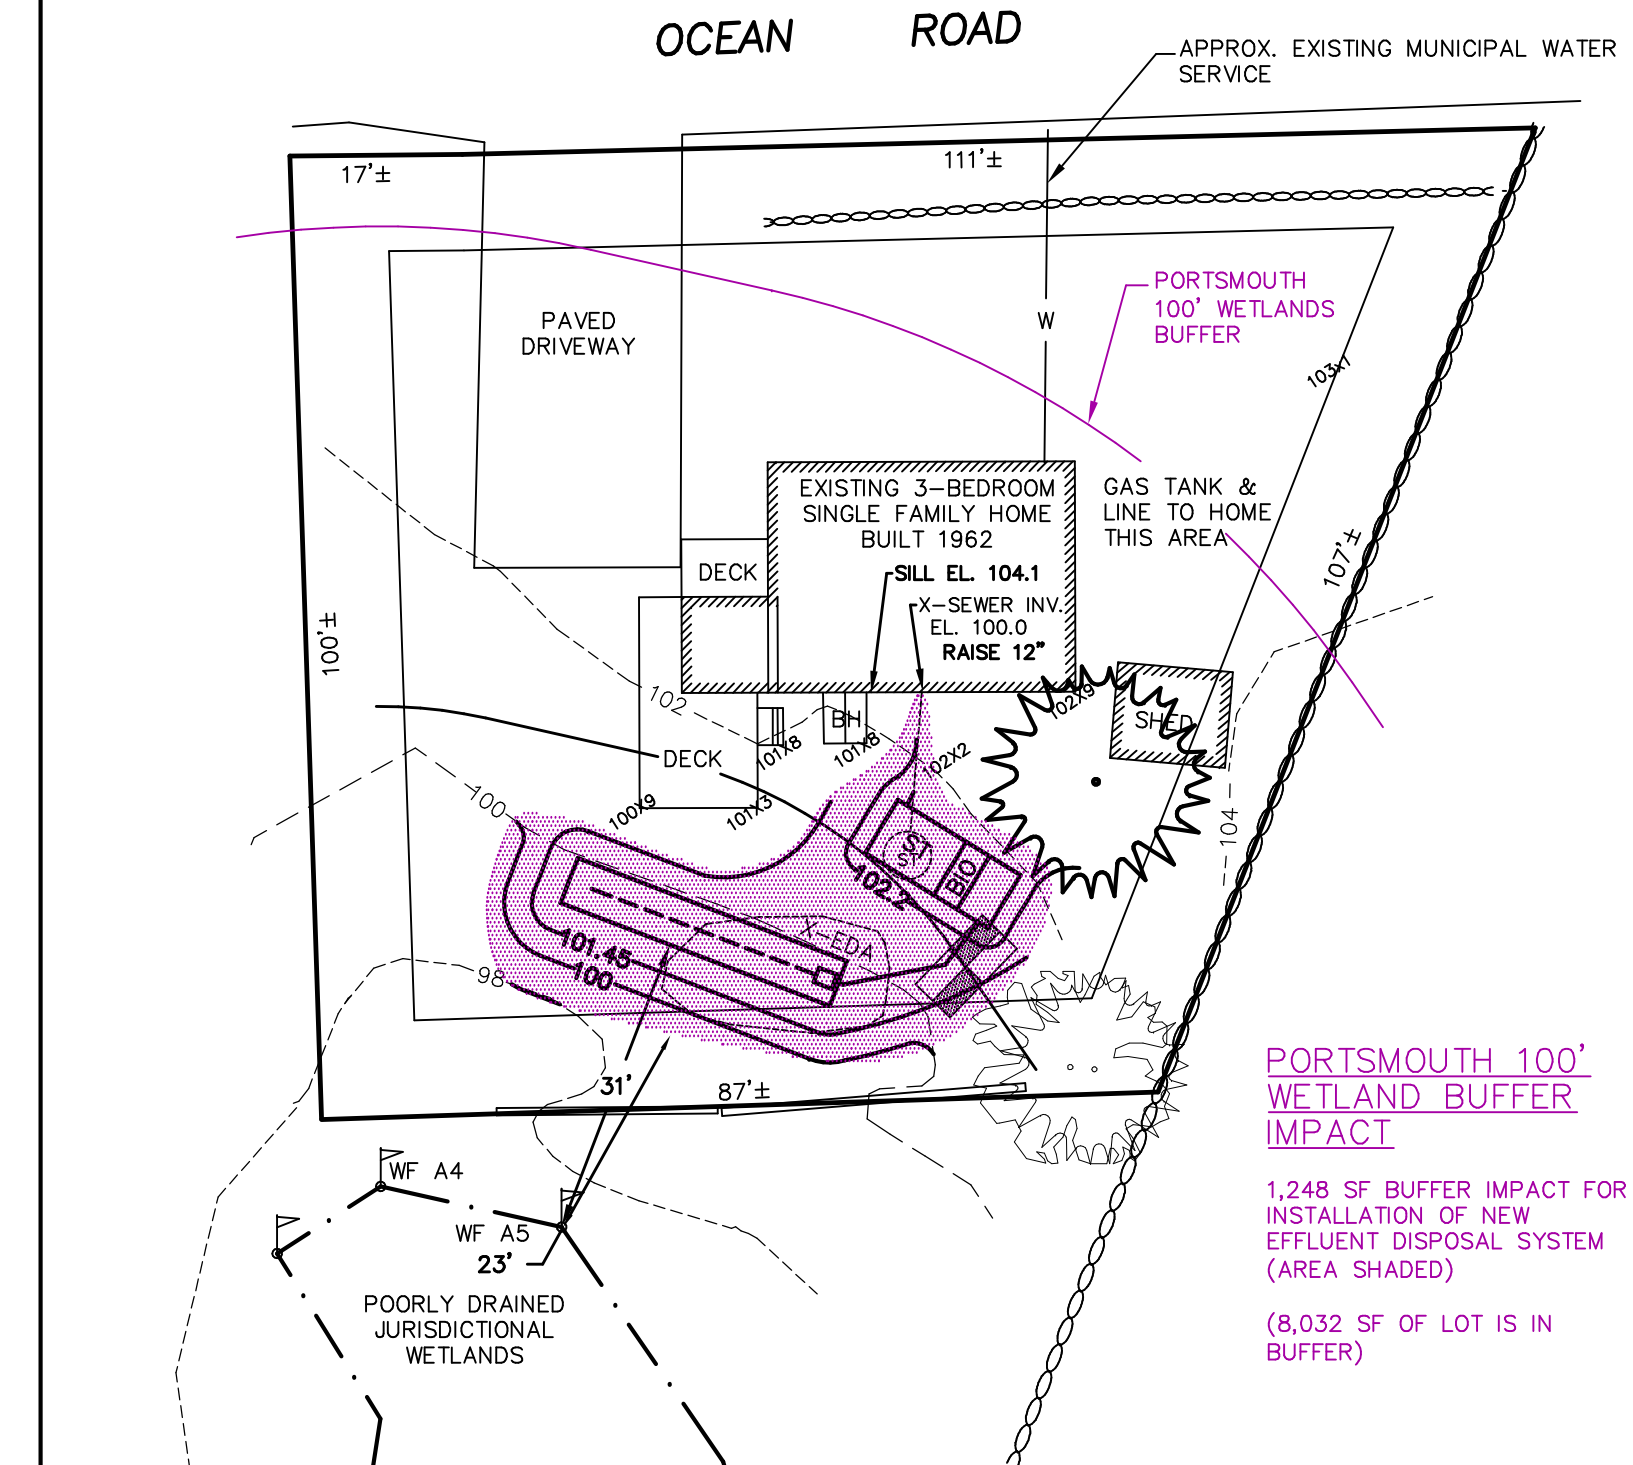 OCEAN ROAD
APPROX. EXISTING MUNICIPAL WATER
SERVICE
17'±
111'±
PORTSMOUTH
100' WETLANDS
BUFFER
PAVED
DRIVEWAY
W
103x7
EXISTING 3-BEDROOM
SINGLE FAMILY HOME
BUILT 1962
GAS TANK &
LINE TO HOME
THIS AREA
DECK
SILL EL. 104.1
X-SEWER INV.
EL. 100.0
RAISE 12"
107'±
100'±
102
102X9
BH
SHED
101X8
101X8
102X2
DECK
100
100X9
101X3
104
ST
ST
BIO
102.2
X-EDA
101.45
100
98
31'
87'±
PORTSMOUTH 100'
WETLAND BUFFER
IMPACT
WF A4
WF A5
23'
1,248 SF BUFFER IMPACT FOR
INSTALLATION OF NEW
EFFLUENT DISPOSAL SYSTEM
(AREA SHADED)
POORLY DRAINED
JURISDICTIONAL
WETLANDS
(8,032 SF OF LOT IS IN
BUFFER)